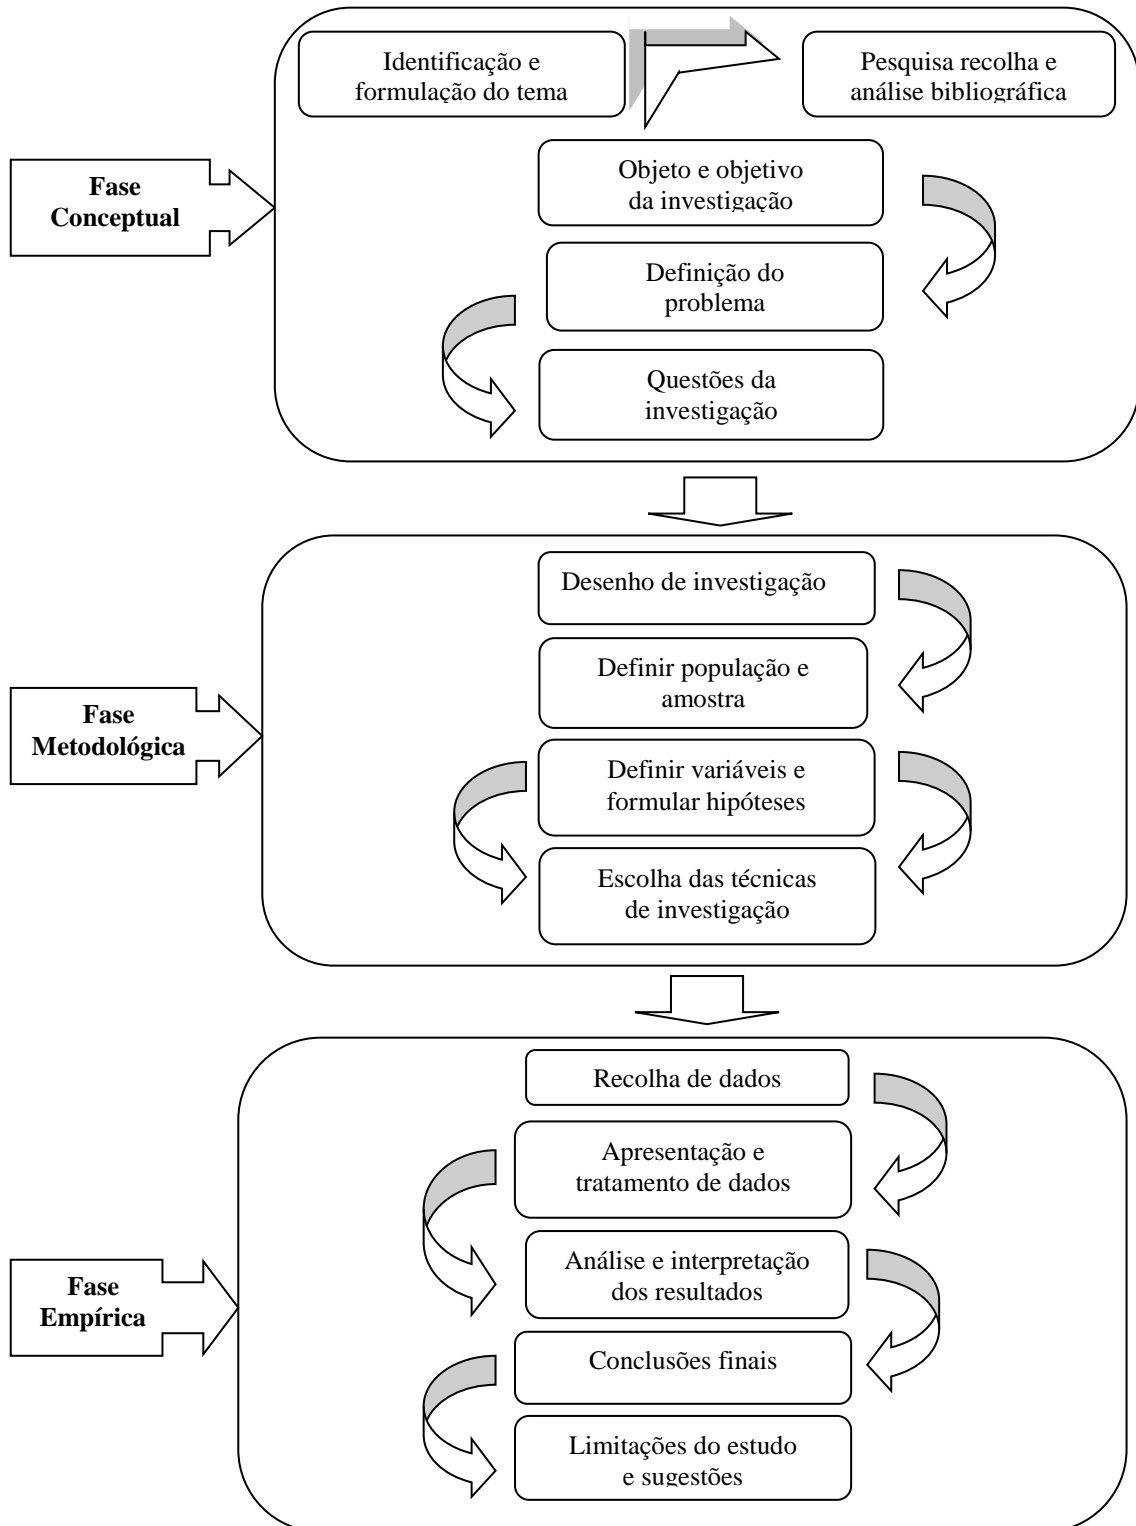 Identificação e
formulação do tema
Pesquisa recolha e
análise bibliográfica
Fase
Conceptual
Objeto e objetivo
da investigação
Definição do
problema
Questões da
investigação
Fase
Metodológica
Desenho de investigação
Definir população e
amostra
Definir variáveis e
formular hipóteses
Escolha das técnicas
de investigação
Fase
Empírica
Recolha de dados
Apresentação e
tratamento de dados
Análise e interpretação
dos resultados
Conclusões finais
Limitações do estudo
e sugestões